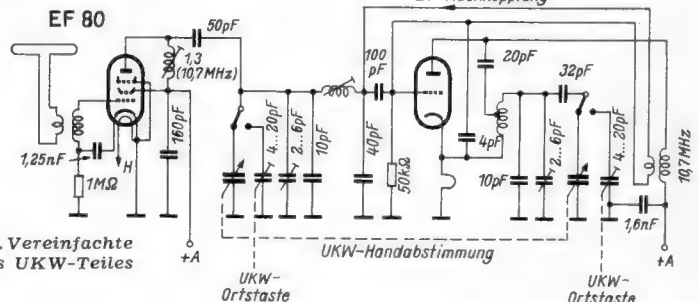 EF 80
50pF
1,3
(10,7MHz)
160pF
1,25nF
1MΩ
H
+A
. Vereinfachte
s UKW-Teiles
4...20pF
2...6pF
10pF
40pF
100
pF
50kΩ
4pF
20pF
10pF
2...6pF
32pF
4...20pF
10,7MHz
1,6nF
+A
UKW-Handabstimmung
UKW-
Ortstaste
UKW-
Ortstaste